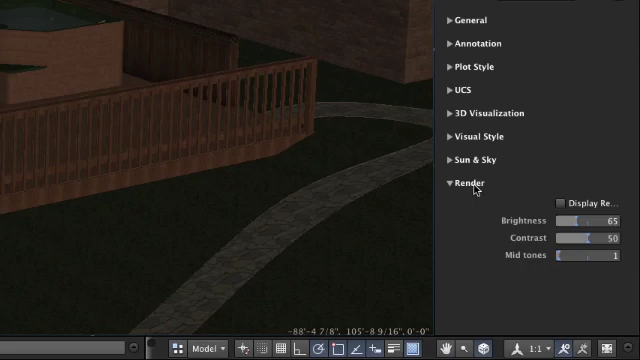 General
Annotation
Plot Style
UCS
3D Visualization
Visual Style
Sun & Sky
Render
Display Re...
Brightness 65
Contrast 50
Mid tones 1
-88'-4 7/8", 105'-8 9/16", 0'-0"
Model
1:1